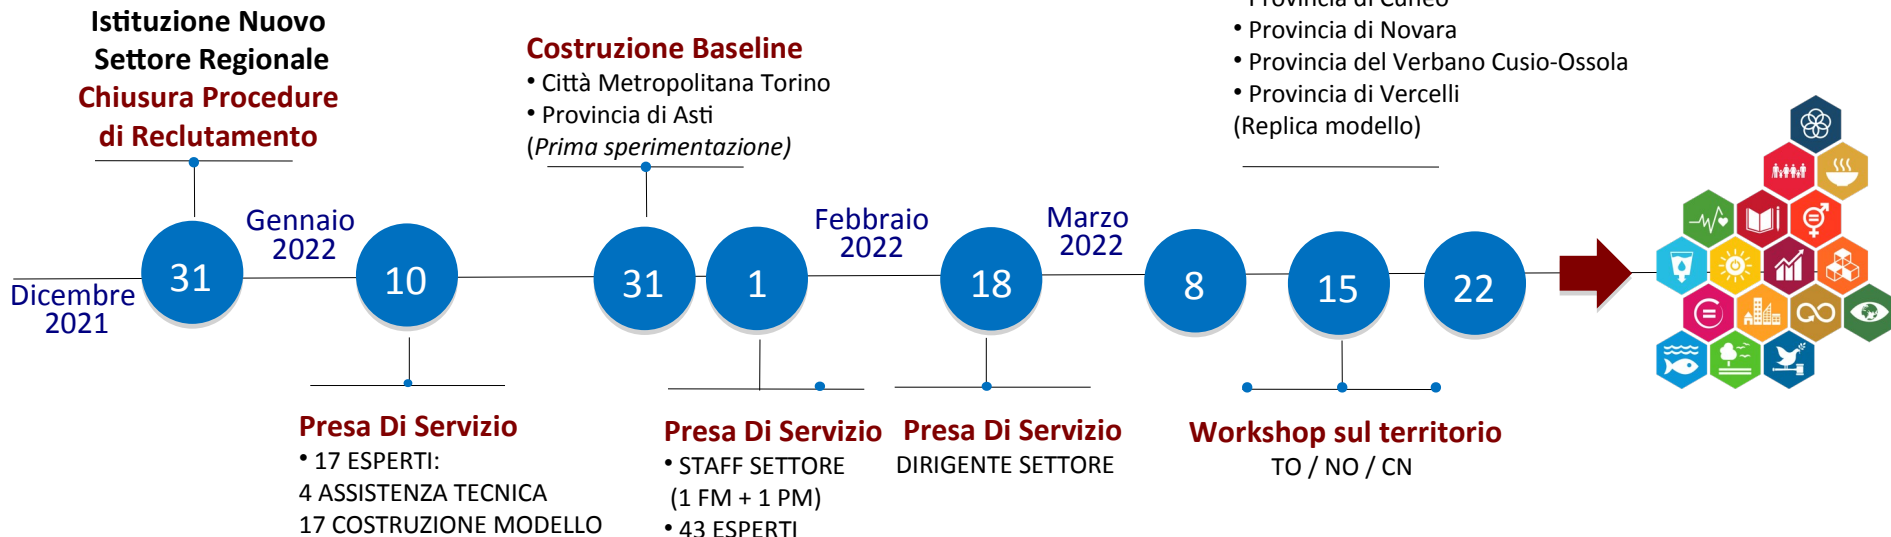 Istituzione Nuovo
Settore Regionale
Chiusura Procedure
di Reclutamento
Costruzione Baseline
• Città Metropolitana Torino
• Provincia di Asti
(Prima sperimentazione)
• Provincia di Cuneo
• Provincia di Novara
• Provincia del Verbano Cusio-Ossola
• Provincia di Vercelli
(Replica modello)
Dicembre
2021
31
Gennaio
2022
10
31
1
Febbraio
2022
18
Marzo
2022
8
15
22
Presa Di Servizio
• 17 ESPERTI:
4 ASSISTENZA TECNICA
17 COSTRUZIONE MODELLO
Presa Di Servizio
• STAFF SETTORE
(1 FM + 1 PM)
• 43 ESPERTI
Presa Di Servizio
DIRIGENTE SETTORE
Workshop sul territorio
TO / NO / CN